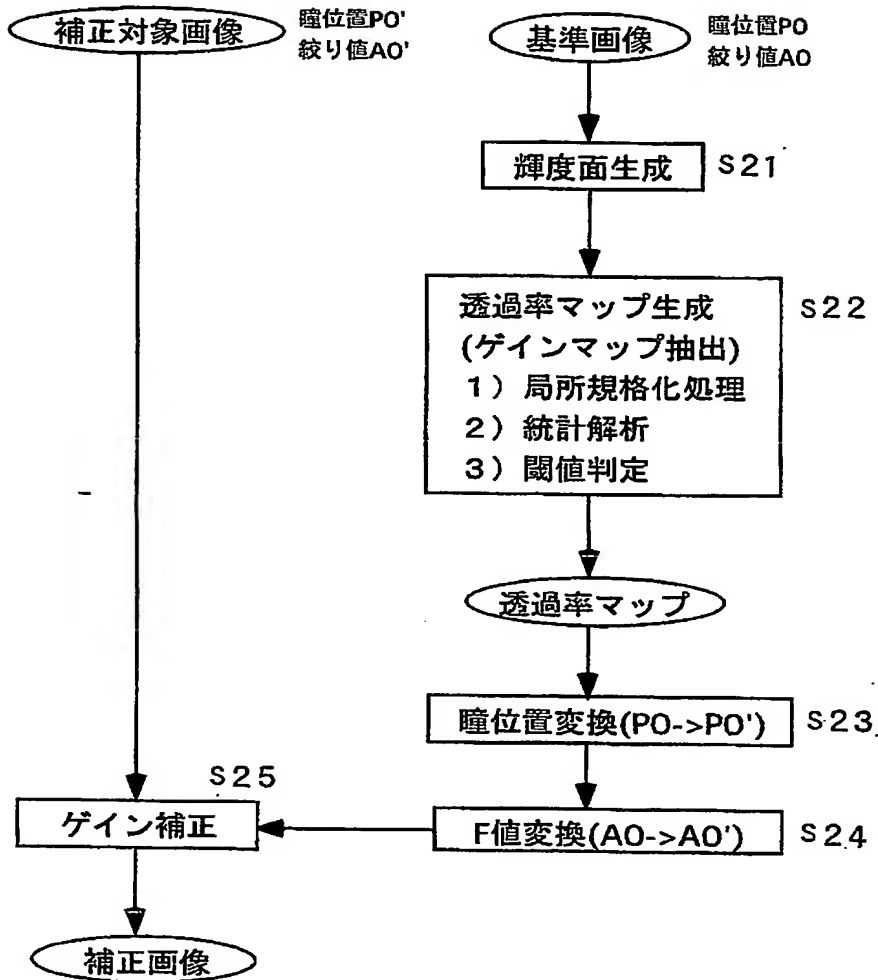 補正対象画像
瞳位置PO'
絞り値AO'
基準画像
瞳位置PO
絞り値AO
輝度面生成
S21
透過率マップ生成
(ゲインマップ抽出)
1)局所規格化処理
2)統計解析
3)閾値判定
S22
透過率マップ
瞳位置変換(PO->PO')
S23
S25
ゲイン補正
F値変換(AO->AO')
S24
補正画像